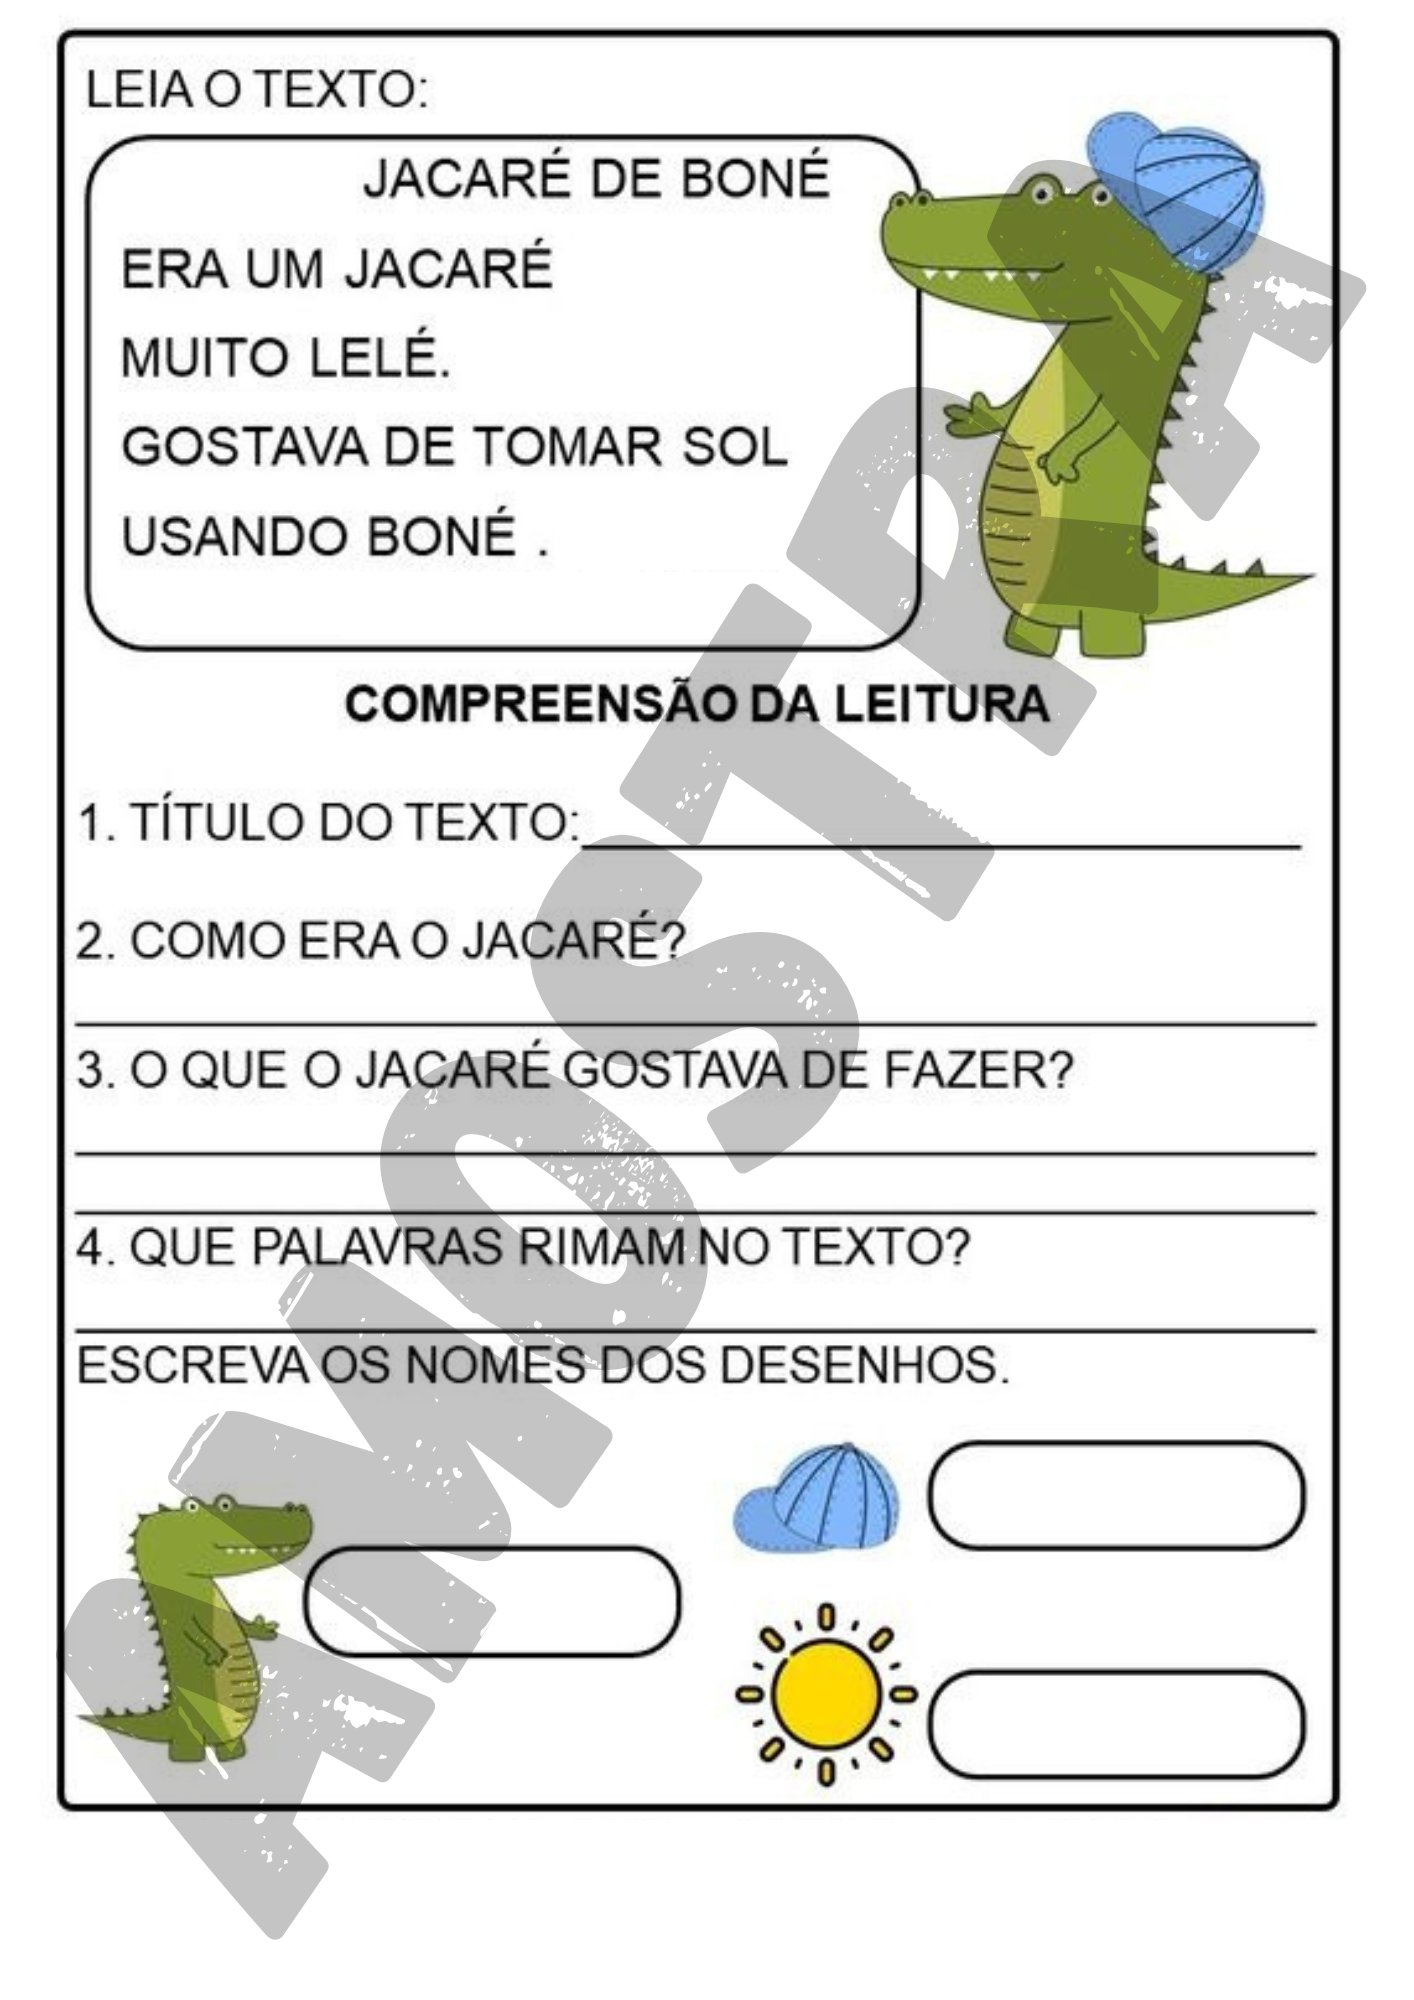 LEIA O TEXTO:
JACARÉ DE BONÉ
ERA UM JACARÉ
MUITO LELÉ.
GOSTAVA DE TOMAR SOL
USANDO BONÉ .
COMPREENSÃO DA LEITURA
1. TÍTULO DO TEXTO:
2. COMO ERA O JACARÉ?
3. O QUE O JACARÉ GOSTAVA DE FAZER?
4. QUE PALAVRAS RIMAM NO TEXTO?
ESCREVA OS NOMES DOS DESENHOS.
AMOSTRA